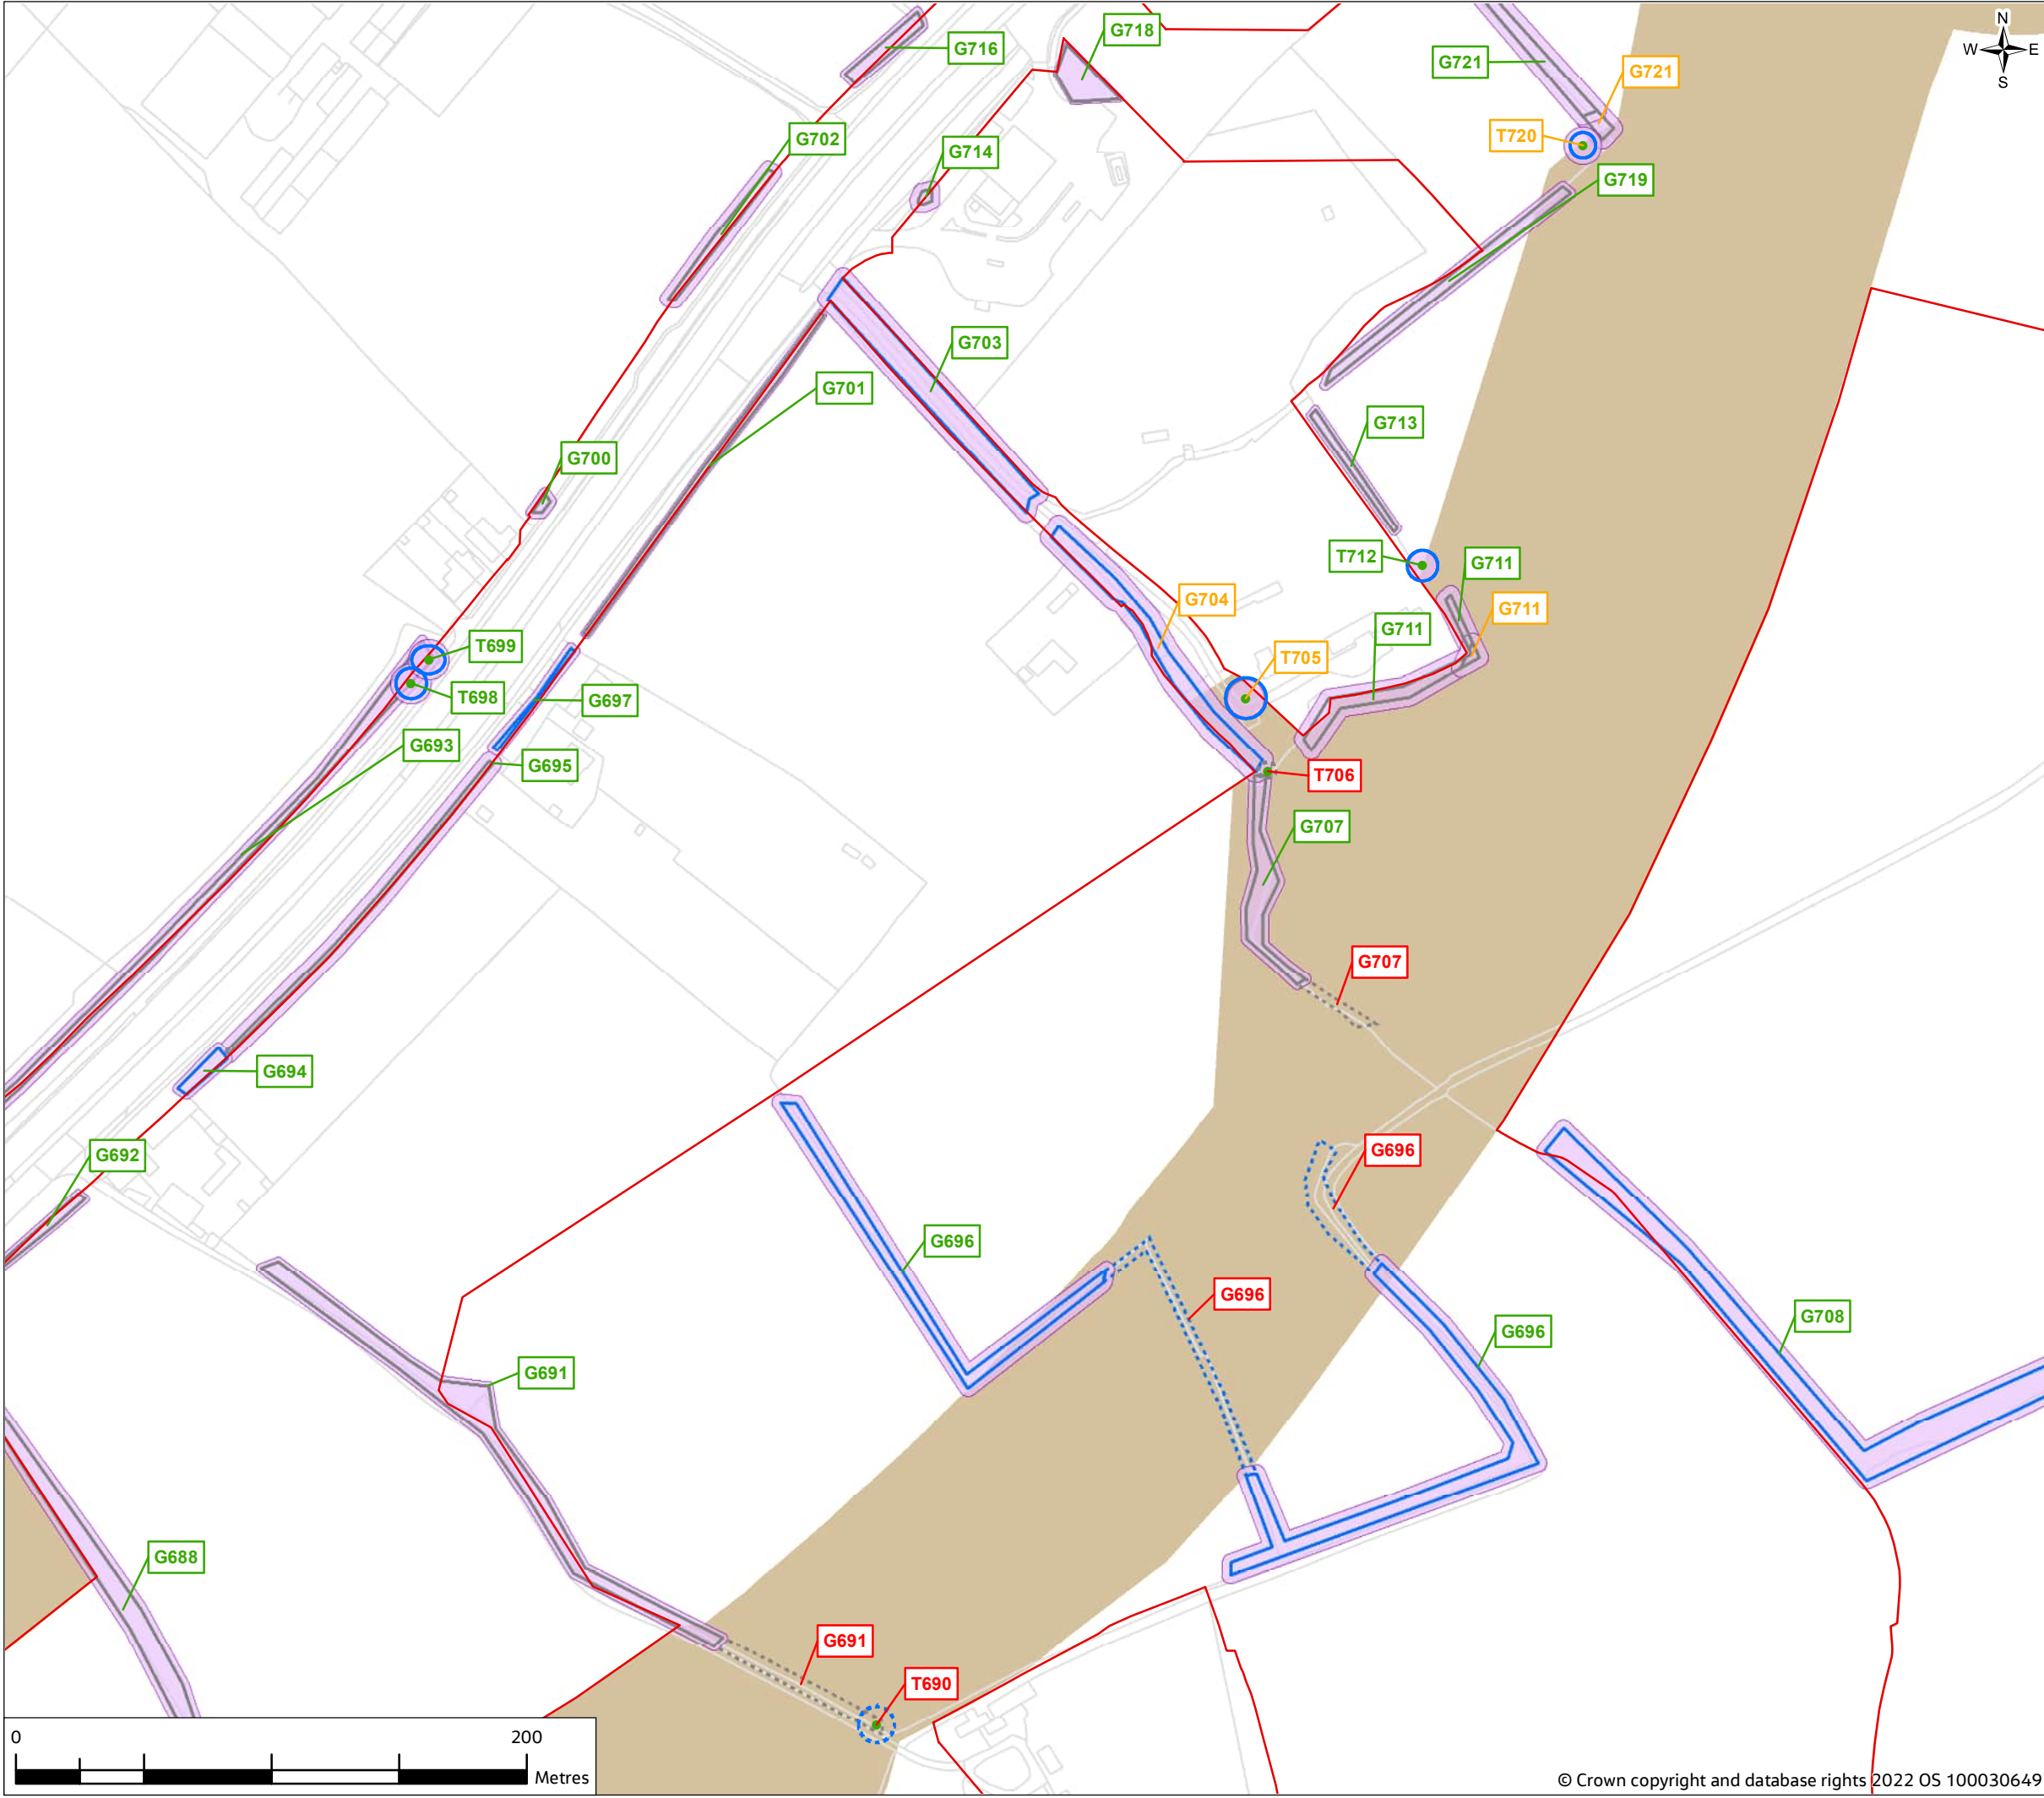 G716
G718
N
W E
S
G721
G721
G702
G714
T720
G719
G703
G701
G713
G700
T712
G711
G704
G711
G711
T699
T705
T698
G697
G693
G695
T706
G707
G707
G694
G692
G696
G696
G696
G708
G696
G691
G688
G691
T690
0 200
Metres
© Crown copyright and database rights 2022 OS 100030649